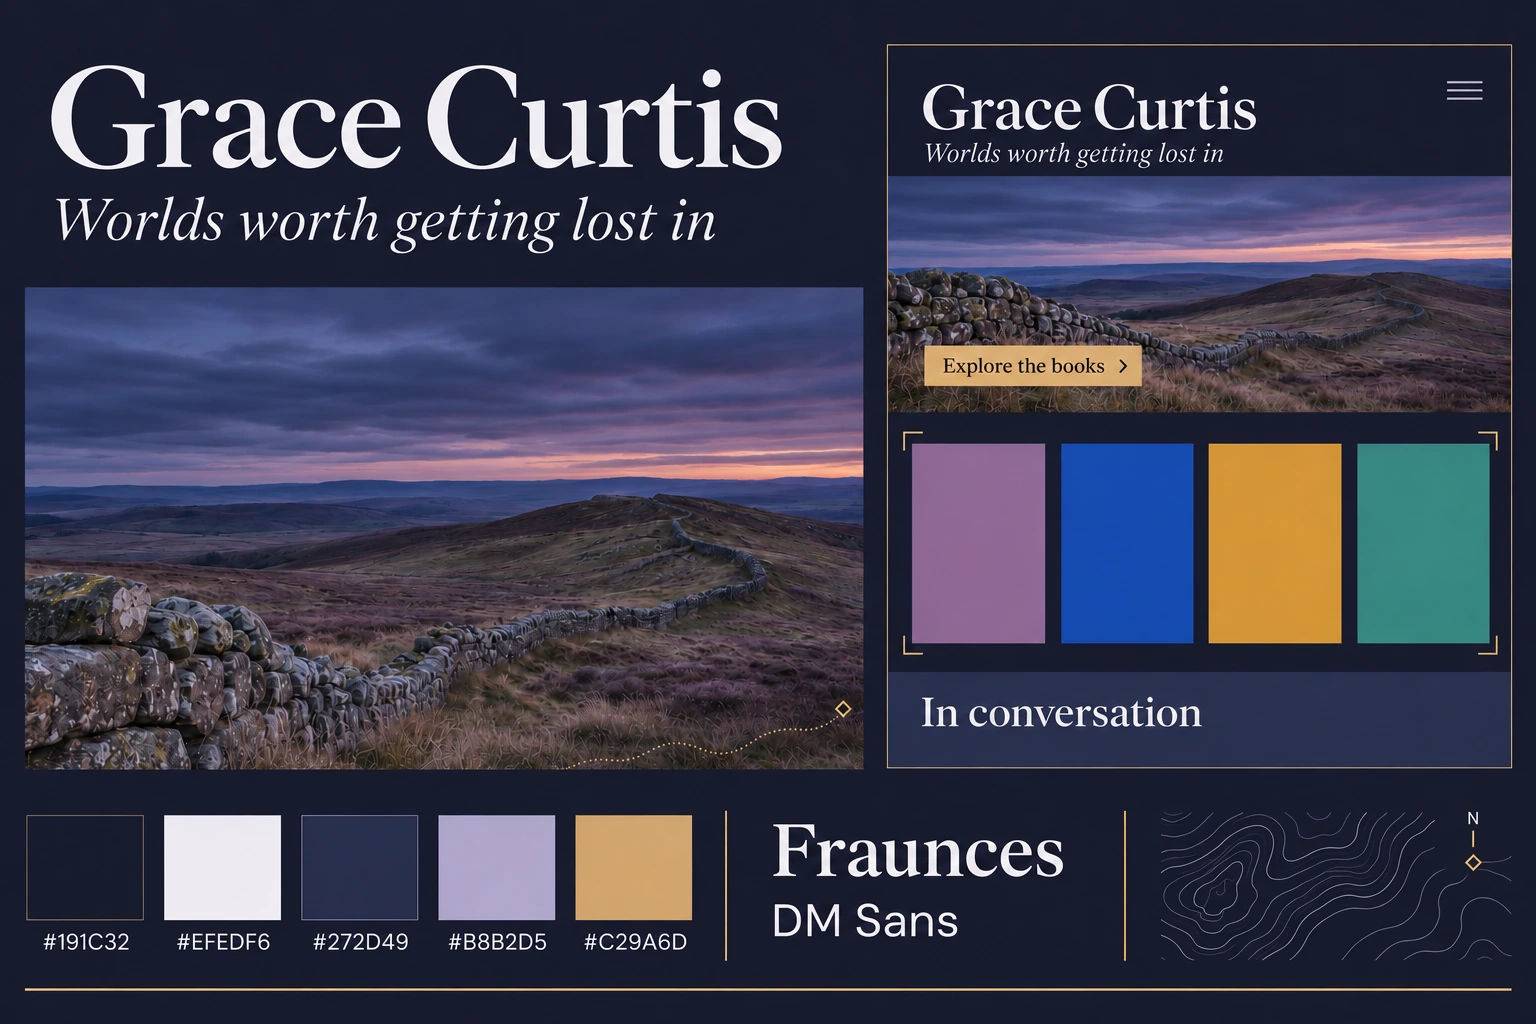 Grace Curtis
Worlds worth getting lost in
Grace Curtis
Worlds worth getting lost in
Explore the books
In conversation
#191C32
#EFEDF6
#272D49
#B8B2D5
#C29A6D
Fraunces
DM Sans
N